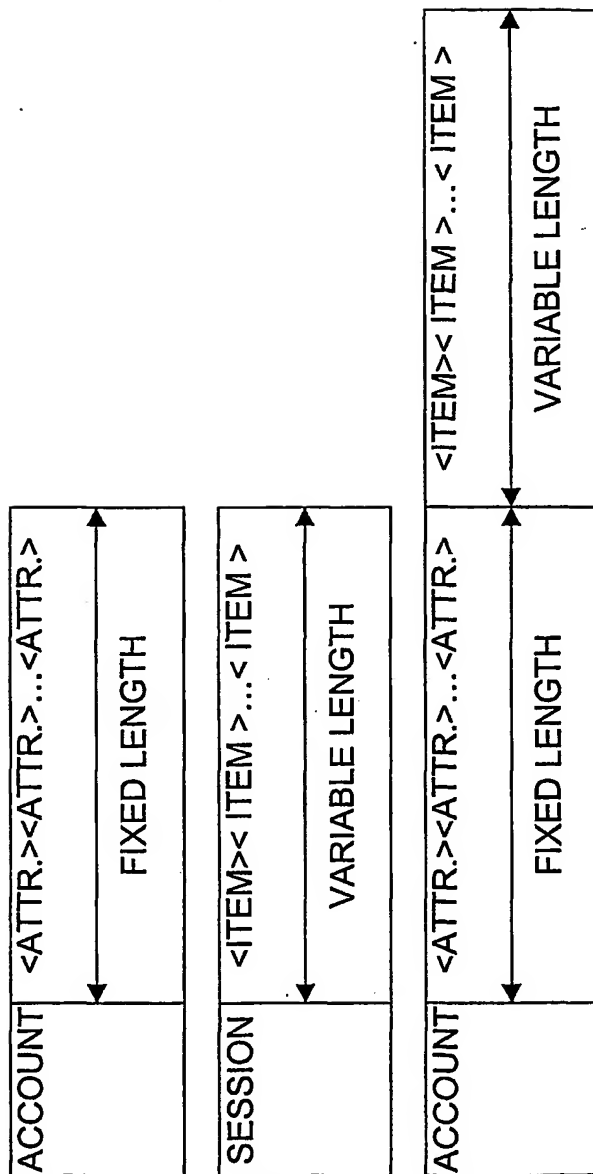 ACCOUNT <ATTR.><ATTR.>...<ATTR.>
FIXED LENGTH
SESSION <ITEM>< ITEM >...< ITEM >
VARIABLE LENGTH
ACCOUNT <ATTR.><ATTR.>...<ATTR.> <ITEM>< ITEM >...< ITEM >
FIXED LENGTH VARIABLE LENGTH